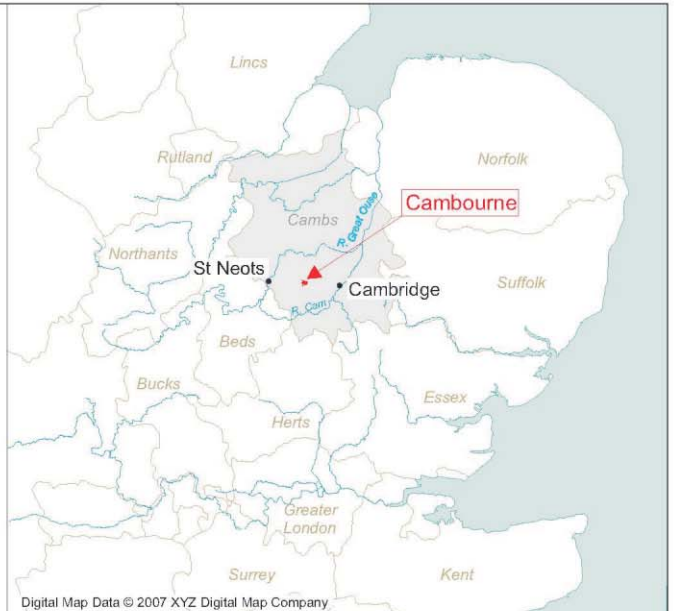 Lincs
Rutland
Norfolk
Cambs
R. Great Ouse
Cambourne
Northants
St Neots
Cambridge
Suffolk
R. Cam
Beds
Bucks
Essex
Herts
Greater
London
Surrey
Kent
Digital Map Data © 2007 XYZ Digital Map Company